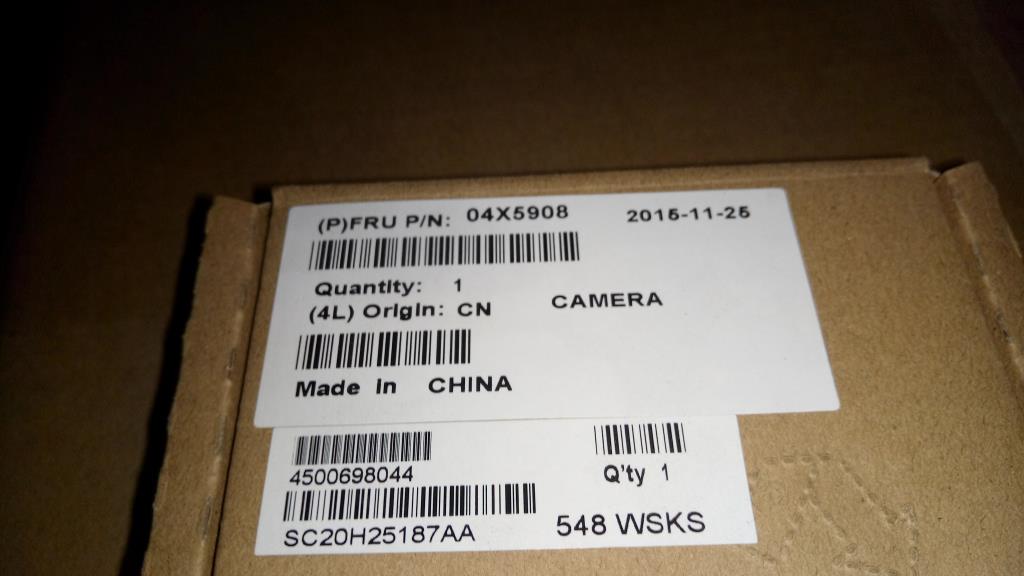 (P)FRU P/N: 04X5908 2015-11-25
Quantity: 1
(4L) Origin: CN CAMERA
Made In CHINA
4500698044 Q'ty 1
SC20H25187AA 548 WSKS